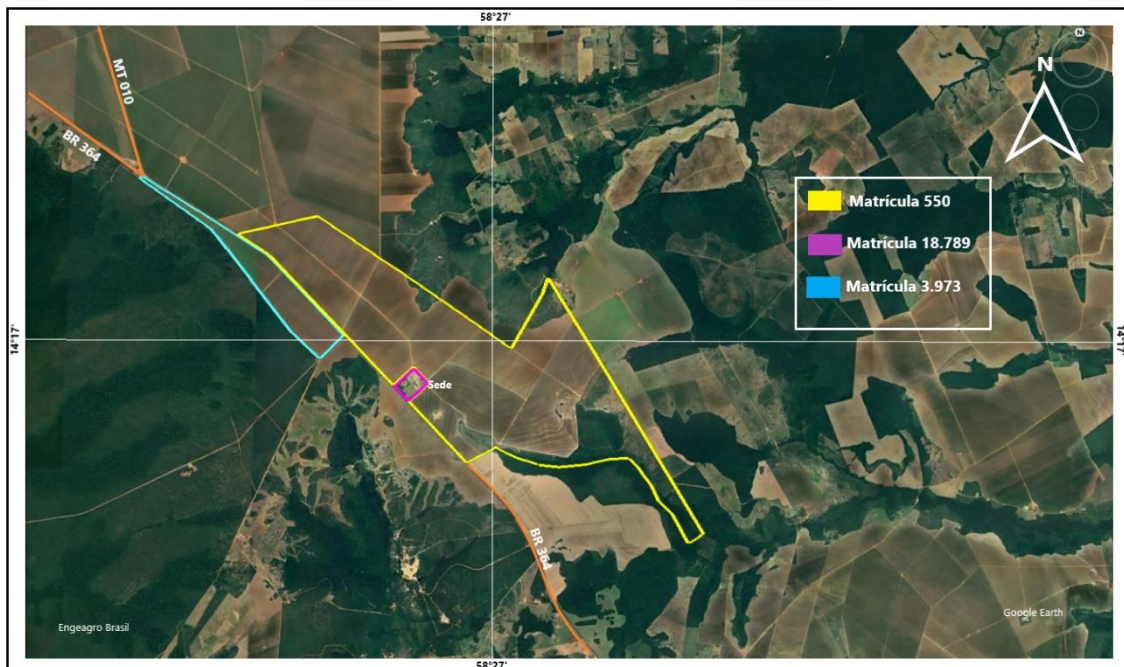 58°27'
N
MT 010
N
BR 364
Matrícula 550
Matrícula 18.789
Matrícula 3.973
14°17'
14°17'
Sede
BR 364
Engeagro Brasil
Google Earth
58°27'